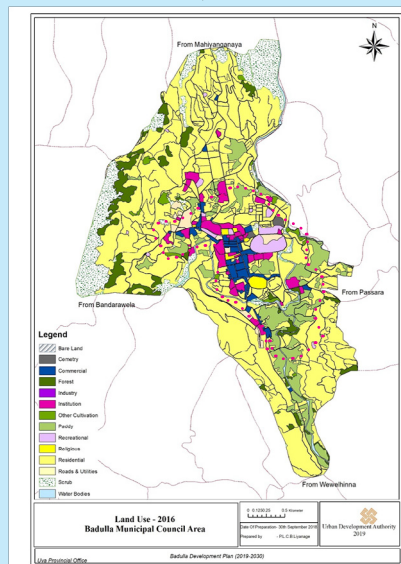 From Mahiyanganaya
From Passara
From Bandarawela
From Wewelhinna
Legend
Bare Land
Cemetry
Commercial
Forest
Industry
Institution
Other Cultivation
Paddy
Recreational
Religirus
Residential
Roads & Utilities
Scrub
Water Bodies
Land Use - 2016
Badulla Municipal Council Area
Date Of Preparation- 30th September 2018
Prepared by - P.L.C.B Liyanage
Urban Development Authority
2019
Uva Provincial Office
Badulla Development Plan (2019-2030)